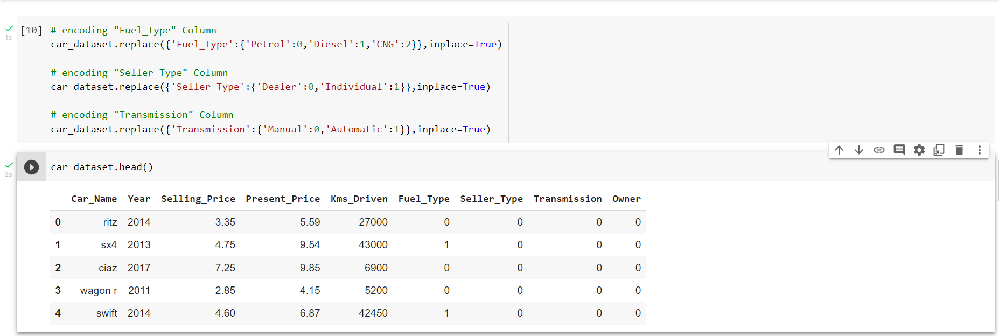 [10] # encoding "Fuel_Type" Column
car_dataset.replace({'Fuel_Type':{'Petrol':0,'Diesel':1,'CNG':2}},inplace=True)
1s
# encoding "Seller_Type" Column
car_dataset.replace({'Seller_Type':{'Dealer':0,'Individual':1}},inplace=True)
# encoding "Transmission" Column
car_dataset.replace({'Transmission':{'Manual':0,'Automatic':1}},inplace=True)
car_dataset.head()
2s
Car_Name Year Selling_Price Present_Price Kms_Driven Fuel_Type Seller_Type Transmission Owner
0 ritz 2014 3.35 5.59 27000 0 0 0 0
1 sx4 2013 4.75 9.54 43000 1 0 0 0
2 ciaz 2017 7.25 9.85 6900 0 0 0 0
3 wagon r 2011 2.85 4.15 5200 0 0 0 0
4 swift 2014 4.60 6.87 42450 1 0 0 0